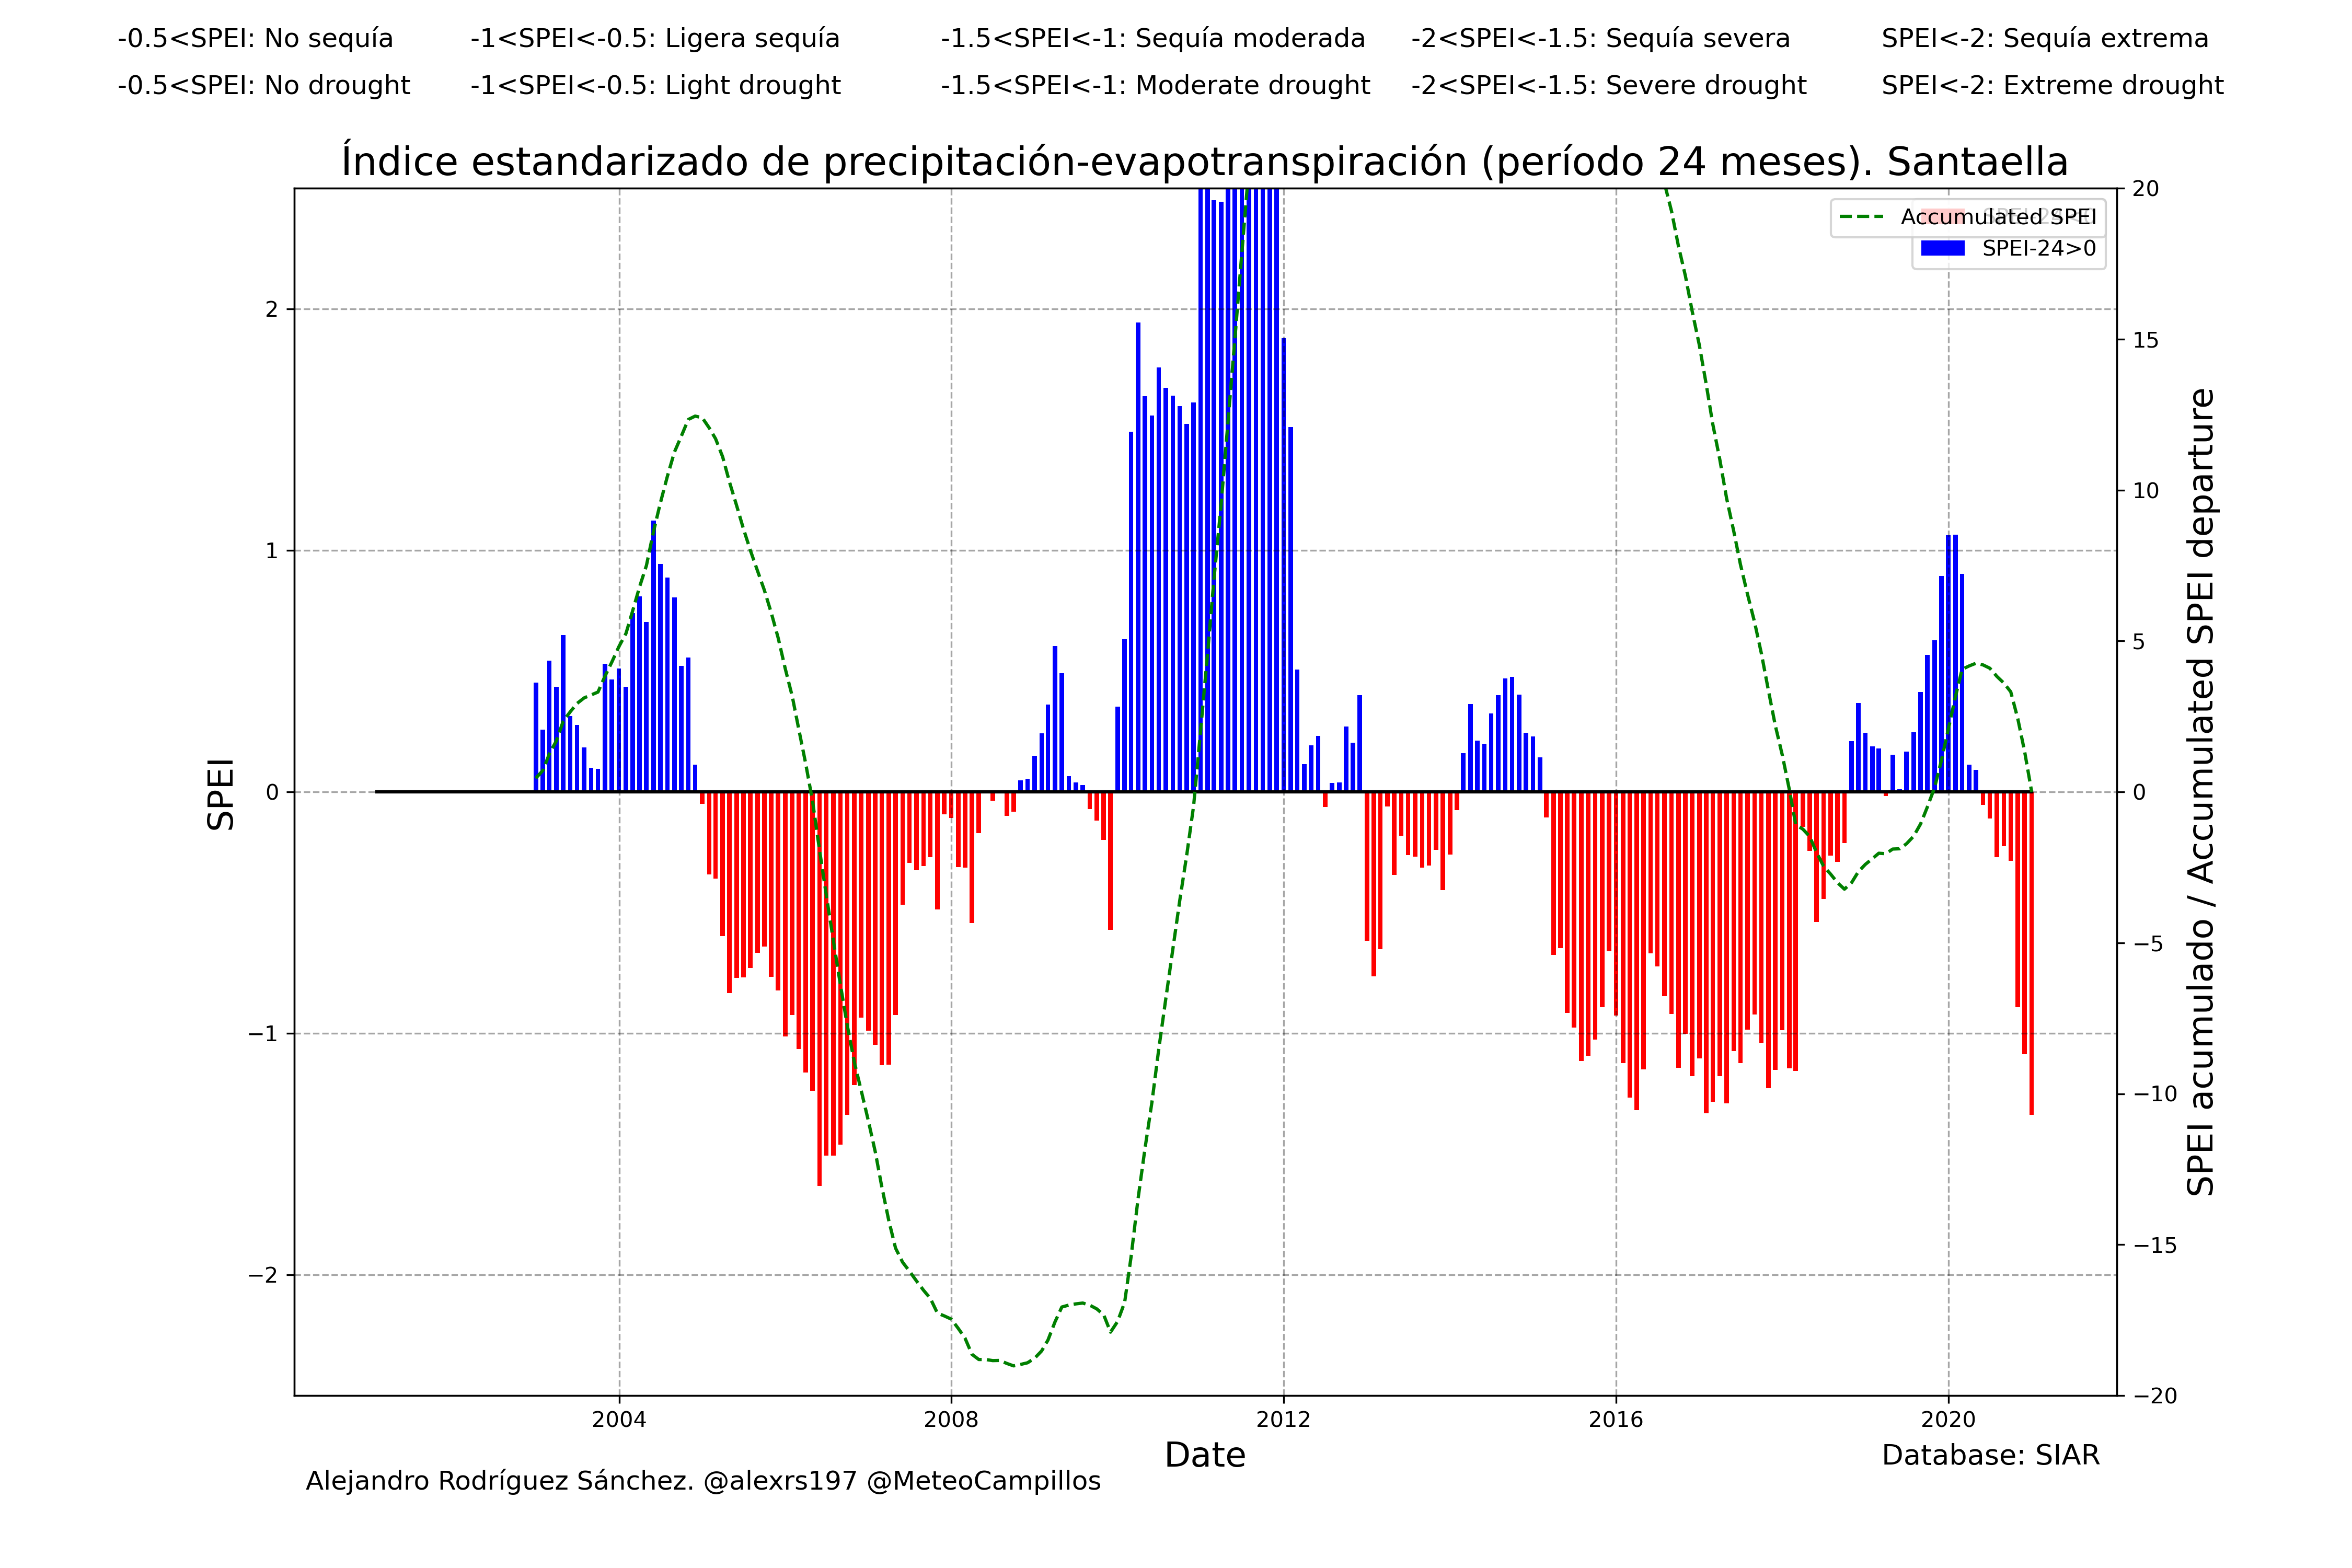 -0.5<SPEI: No sequía -1<SPEI<-0.5: Ligera sequía -1.5<SPEI<-1: Sequía moderada -2<SPEI<-1.5: Sequía severa SPEI<-2: Sequía extrema
-0.5<SPEI: No drought -1<SPEI<-0.5: Light drought -1.5<SPEI<-1: Moderate drought -2<SPEI<-1.5: Severe drought SPEI<-2: Extreme drought
Índice estandarizado de precipitación-evapotranspiración (período 24 meses). Santaella
Accumulated SPEI
SPEI-24>0
SPEI
2
1
0
−1
−2
20
15
10
5
0
−5
−10
−15
−20
SPEI acumulado / Accumulated SPEI departure
2004 2008 2012 2016 2020
Date
Database: SIAR
Alejandro Rodríguez Sánchez. @alexrs197 @MeteoCampillos